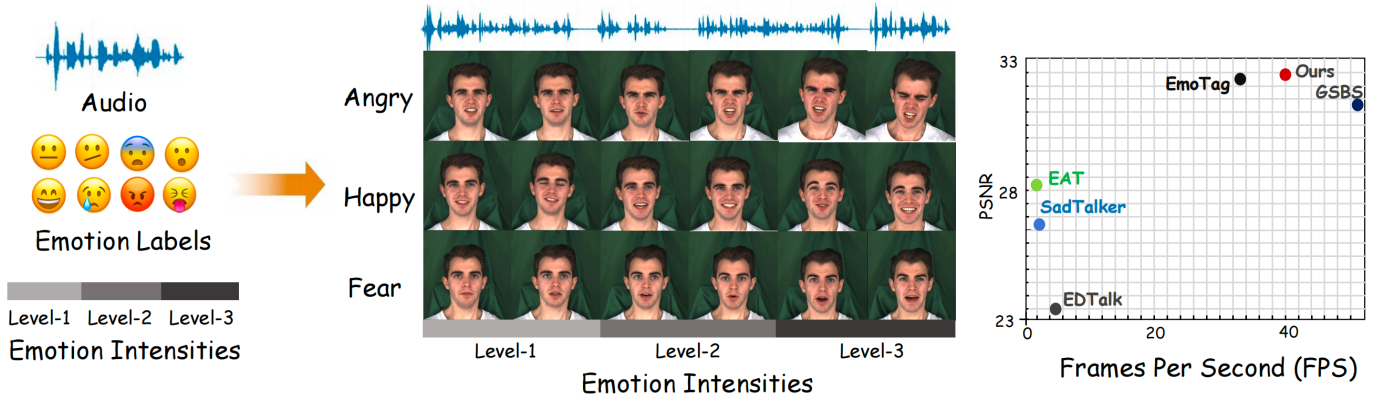 Audio
Emotion Labels
Level-1 Level-2 Level-3
Emotion Intensities
Angry
Happy
Fear
Level-1 Level-2 Level-3
Emotion Intensities
33
28
23
PSNR
EmoTag
Ours
GSBS
EAT
SadTalker
EDTalk
0 20 40
Frames Per Second (FPS)